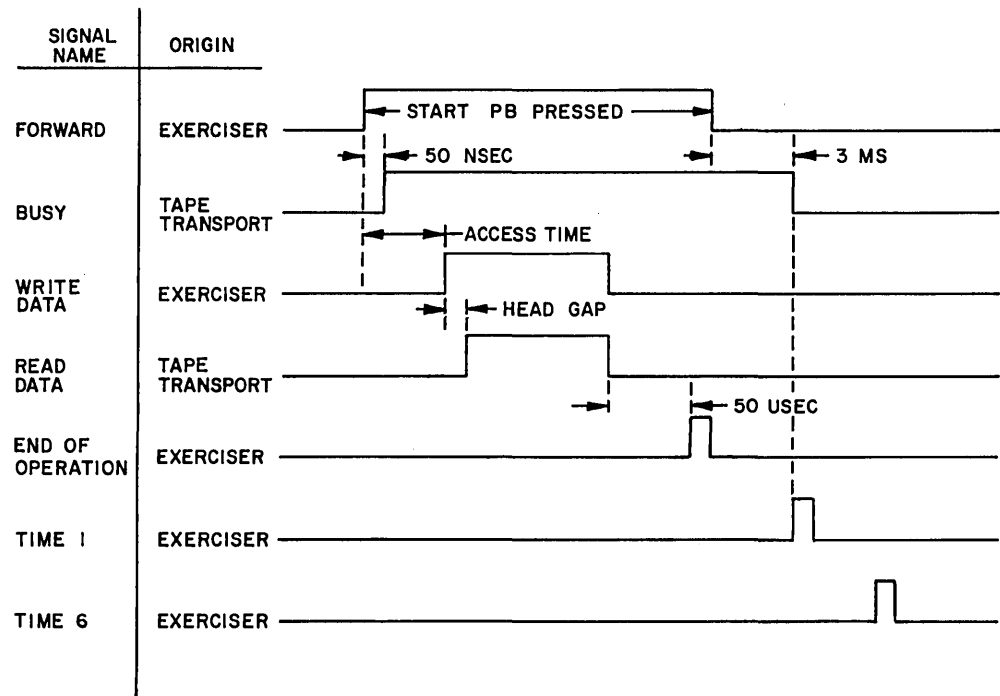 SIGNAL
NAME
ORIGIN
START PB PRESSED
FORWARD
EXERCISER
50 NSEC
3 MS
BUSY
TAPE
TRANSPORT
ACCESS TIME
WRITE
DATA
EXERCISER
HEAD GAP
READ
DATA
TAPE
TRANSPORT
50 USEC
END OF
OPERATION
EXERCISER
TIME 1
EXERCISER
TIME 6
EXERCISER